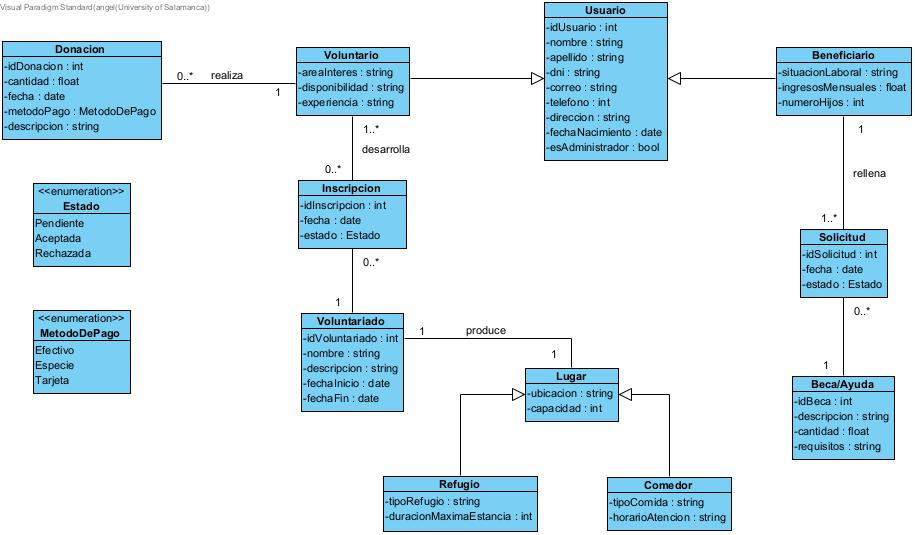 Visual Paradigm Standard(angel(University of Salamanca))
Usuario
-idUsuario : int
-nombre : string
-apellido : string
-dni : string
-correo : string
-telefono : int
-direccion : string
-fechaNacimiento : date
-esAdministrador : bool
Donacion
-idDonacion : int
-cantidad : float
-fecha : date
-metodoPago : MetodoDePago
-descripcion : string
0..*
realiza
1
Voluntario
-areaInteres : string
-disponibilidad : string
-experiencia : string
Beneficiario
-situacionLaboral : string
-ingresosMensuales : float
-numeroHijos : int
1..*
desarrolla
0..*
1
rellena
1..*
<<enumeration>>
Estado
Pendiente
Aceptada
Rechazada
Inscripcion
-idInscripcion : int
-fecha : date
-estado : Estado
Solicitud
-idSolicitud : int
-fecha : date
-estado : Estado
0..*
1
0..*
1
<<enumeration>>
MetodoDePago
Efectivo
Especie
Tarjeta
Voluntariado
-idVoluntariado : int
-nombre : string
-descripcion : string
-fechaInicio : date
-fechaFin : date
1
produce
1
Lugar
-ubicacion : string
-capacidad : int
Beca/Ayuda
-idBeca : int
-descripcion : string
-cantidad : float
-requisitos : string
Refugio
-tipoRefugio : string
-duracionMaximaEstancia : int
Comedor
-tipoComida : string
-horarioAtencion : string